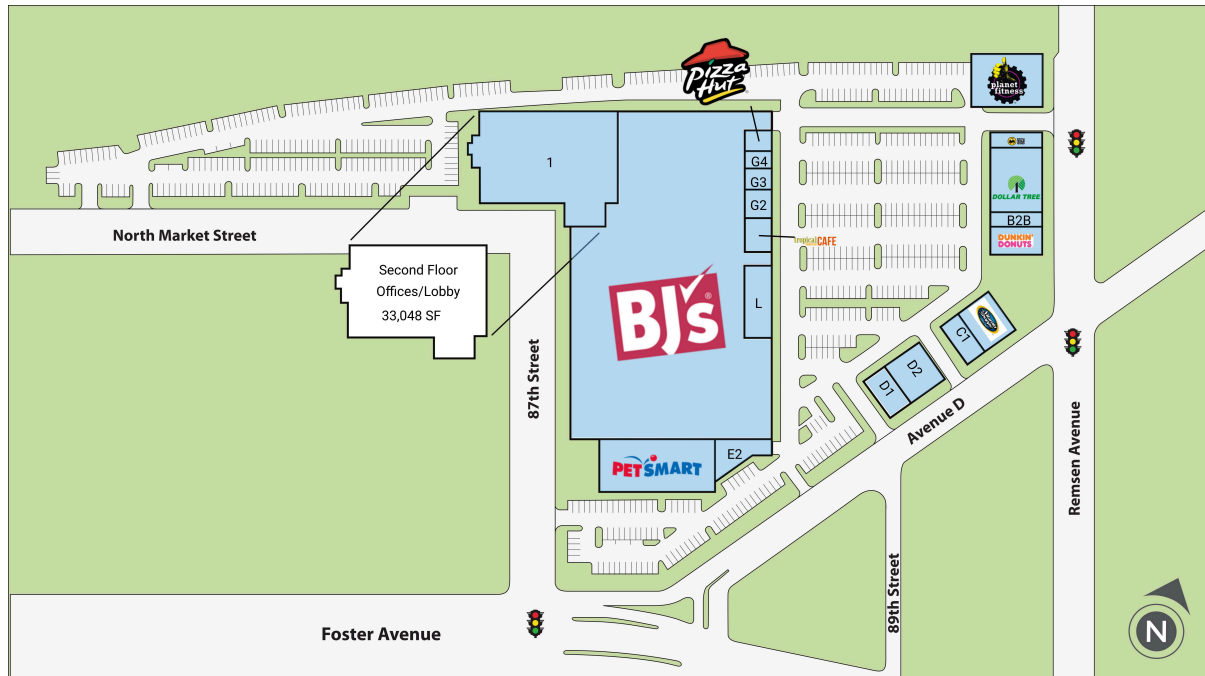 Pizza
Hut
planet
fitness
1
G4
G3
G2
DOLLAR TREE
B2B
DUNKIN'
DONUTS
North Market Street
Tropical
CAFE
Second Floor
Offices/Lobby
33,048 SF
BJ's
®
L
C1
D2
D1
87th Street
Avenue D
Remsen Avenue
PETSMART
E2
89th Street
Foster Avenue
N